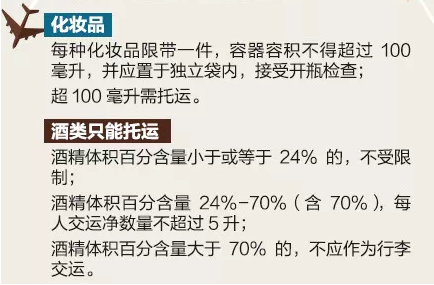 化妆品
每种化妆品限带一件，容器容积不得超过 100
毫升，并应置于独立袋内，接受开瓶检查；
超 100 毫升需托运。
酒类只能托运
酒精体积百分含量小于或等于 24% 的，不受限
制；
酒精体积百分含量 24%-70%（含 70%），每
人交运净数量不超过 5 升；
酒精体积百分含量大于 70% 的，不应作为行李
交运。